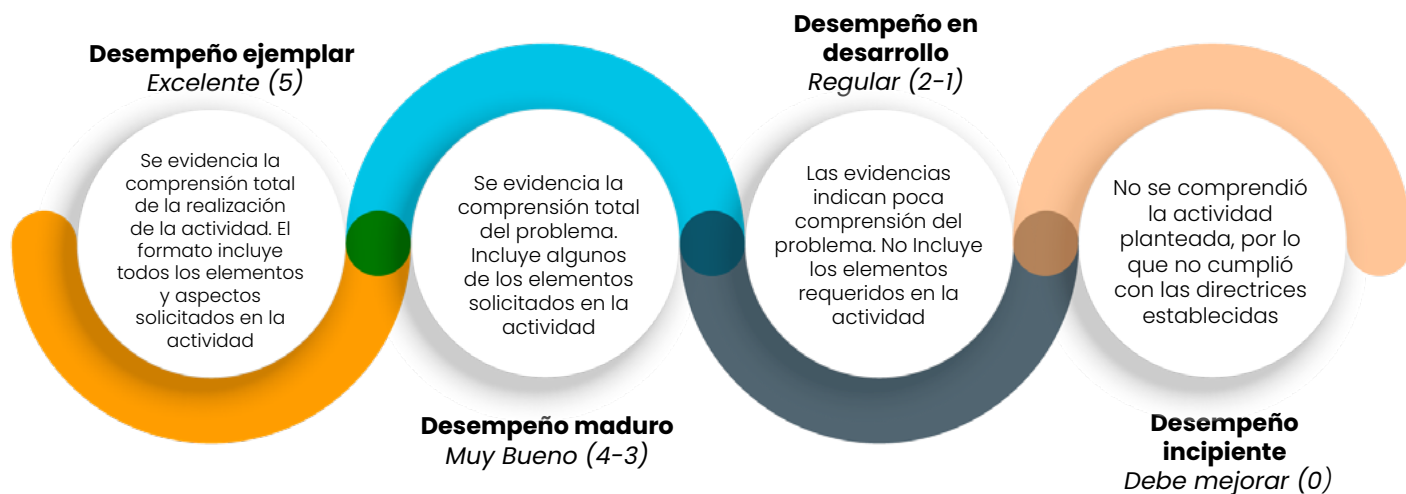 Desempeño ejemplar
Excelente (5)
Se evidencia la
comprensión total
de la realización
de la actividad. El
formato incluye
todos los elementos
y aspectos
solicitados en la
actividad
Se evidencia la
comprensión total
del problema.
Incluye algunos
de los elementos
solicitados en la
actividad
Desempeño maduro
Muy Bueno (4-3)
Desempeño en
desarrollo
Regular (2-1)
Las evidencias
indican poca
comprensión del
problema. No Incluye
los elementos
requeridos en la
actividad
No se comprendió
la actividad
planteada, por lo
que no cumplió
con las directrices
establecidas
Desempeño
incipiente
Debe mejorar (0)